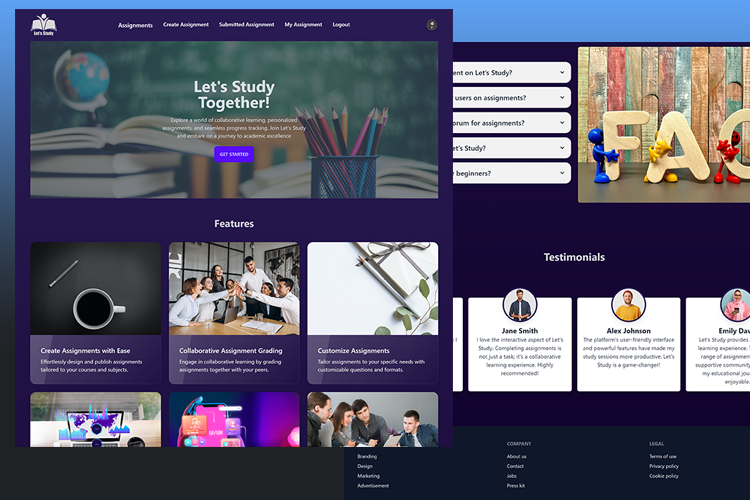 Let's Study
Assignments
Create Assignment
Submitted Assignment
My Assignment
Logout
Let's Study
Together!
Explore a world of collaborative learning, personalized
assignments, and seamless progress tracking. Join Let's Study
and embark on a journey to academic excellence
GET STARTED
Features
Create Assignments with Ease
Effortlessly design and publish assignments
tailored to your courses and subjects.
Collaborative Assignment Grading
Engage in collaborative learning by grading
assignments together with your peers.
Customize Assignments
Tailor assignments to your specific needs with
customizable questions and formats.
ent on Let's Study?
users on assignments?
orum for assignments?
et's Study?
beginners?
FAQ
Testimonials
Jane Smith
I love the interactive aspect of Let's
Study. Completing assignments is
not just a task; it's a collaborative
learning experience. Highly
recommended!
Alex Johnson
The platform's user-friendly interface
and powerful features have made my
study sessions more productive. Let's
Study is a game-changer!
Emily Dav
Let's Study provides
learning experience.
range of assignment
supportive community
my educational jou
enjoyable.
Branding
Design
Marketing
Advertisement
COMPANY
About us
Contact
Jobs
Press kit
LEGAL
Terms of use
Privacy policy
Cookie policy